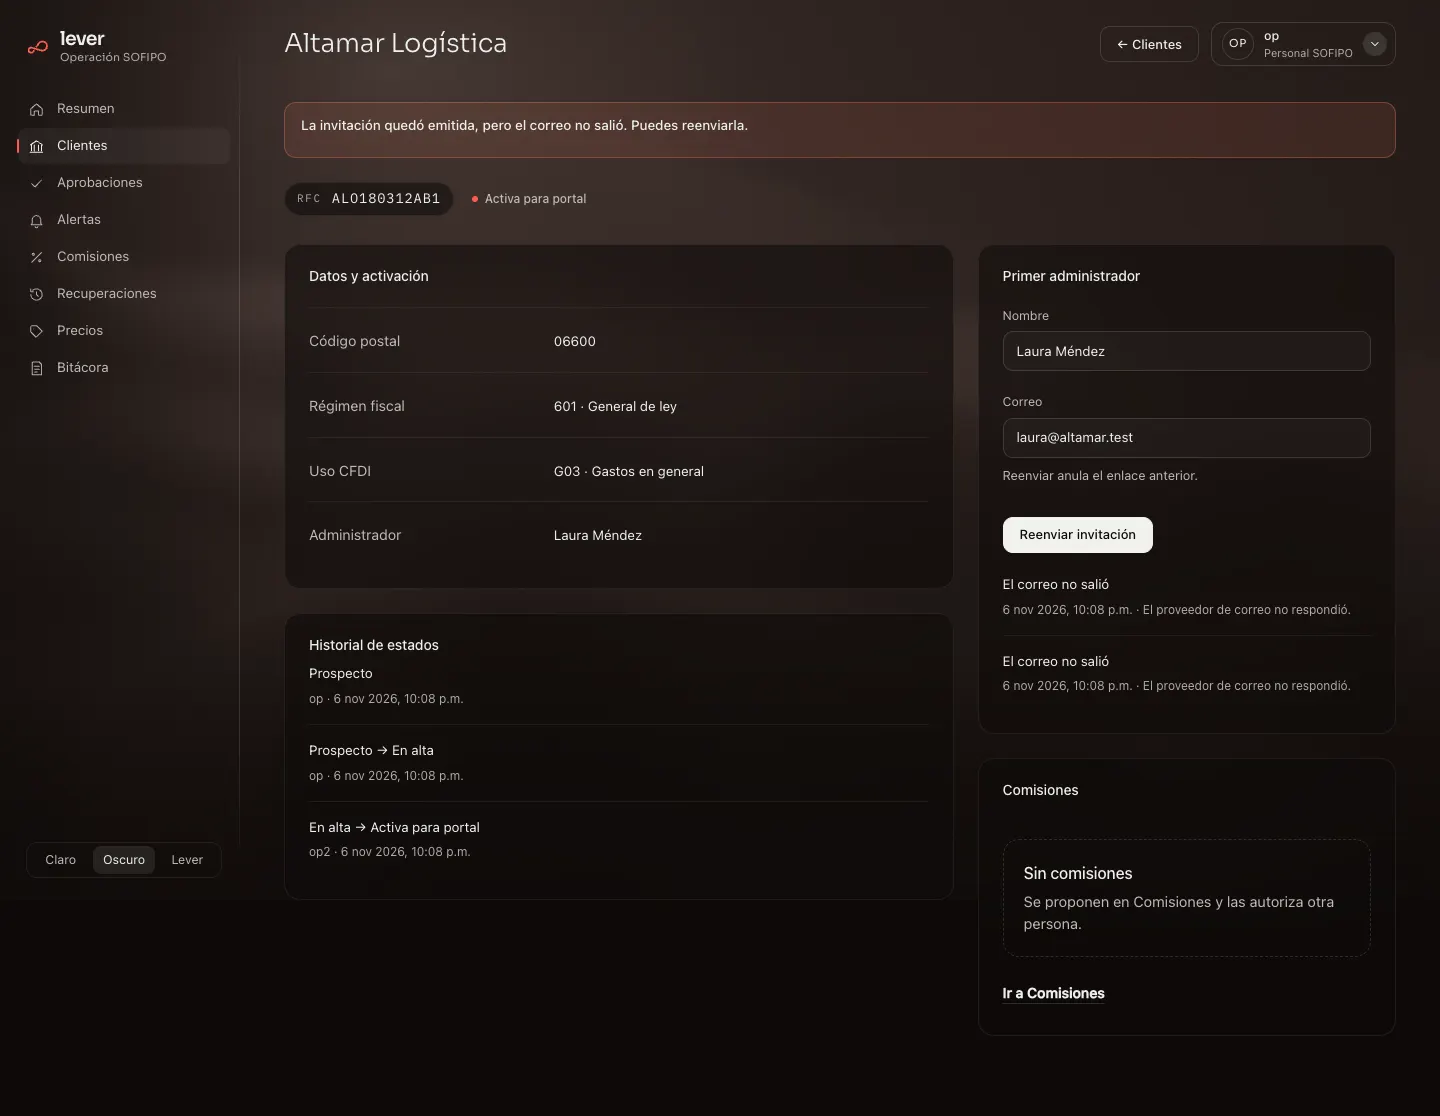 lever
Operación SOFIPO
Resumen
Clientes
Aprobaciones
Alertas
Comisiones
Recuperaciones
Precios
Bitácora
Claro
Oscuro
Lever
Altamar Logística
← Clientes
OP
op
Personal SOFIPO
La invitación quedó emitida, pero el correo no salió. Puedes reenviarla.
RFC ALO180312AB1
Activa para portal
Datos y activación
Código postal 06600
Régimen fiscal 601 · General de ley
Uso CFDI G03 · Gastos en general
Administrador Laura Méndez
Historial de estados
Prospecto
op · 6 nov 2026, 10:08 p.m.
Prospecto → En alta
op · 6 nov 2026, 10:08 p.m.
En alta → Activa para portal
op2 · 6 nov 2026, 10:08 p.m.
Primer administrador
Nombre
Laura Méndez
Correo
laura@altamar.test
Reenviar anula el enlace anterior.
Reenviar invitación
El correo no salió
6 nov 2026, 10:08 p.m. · El proveedor de correo no respondió.
El correo no salió
6 nov 2026, 10:08 p.m. · El proveedor de correo no respondió.
Comisiones
Sin comisiones
Se proponen en Comisiones y las autoriza otra
persona.
Ir a Comisiones